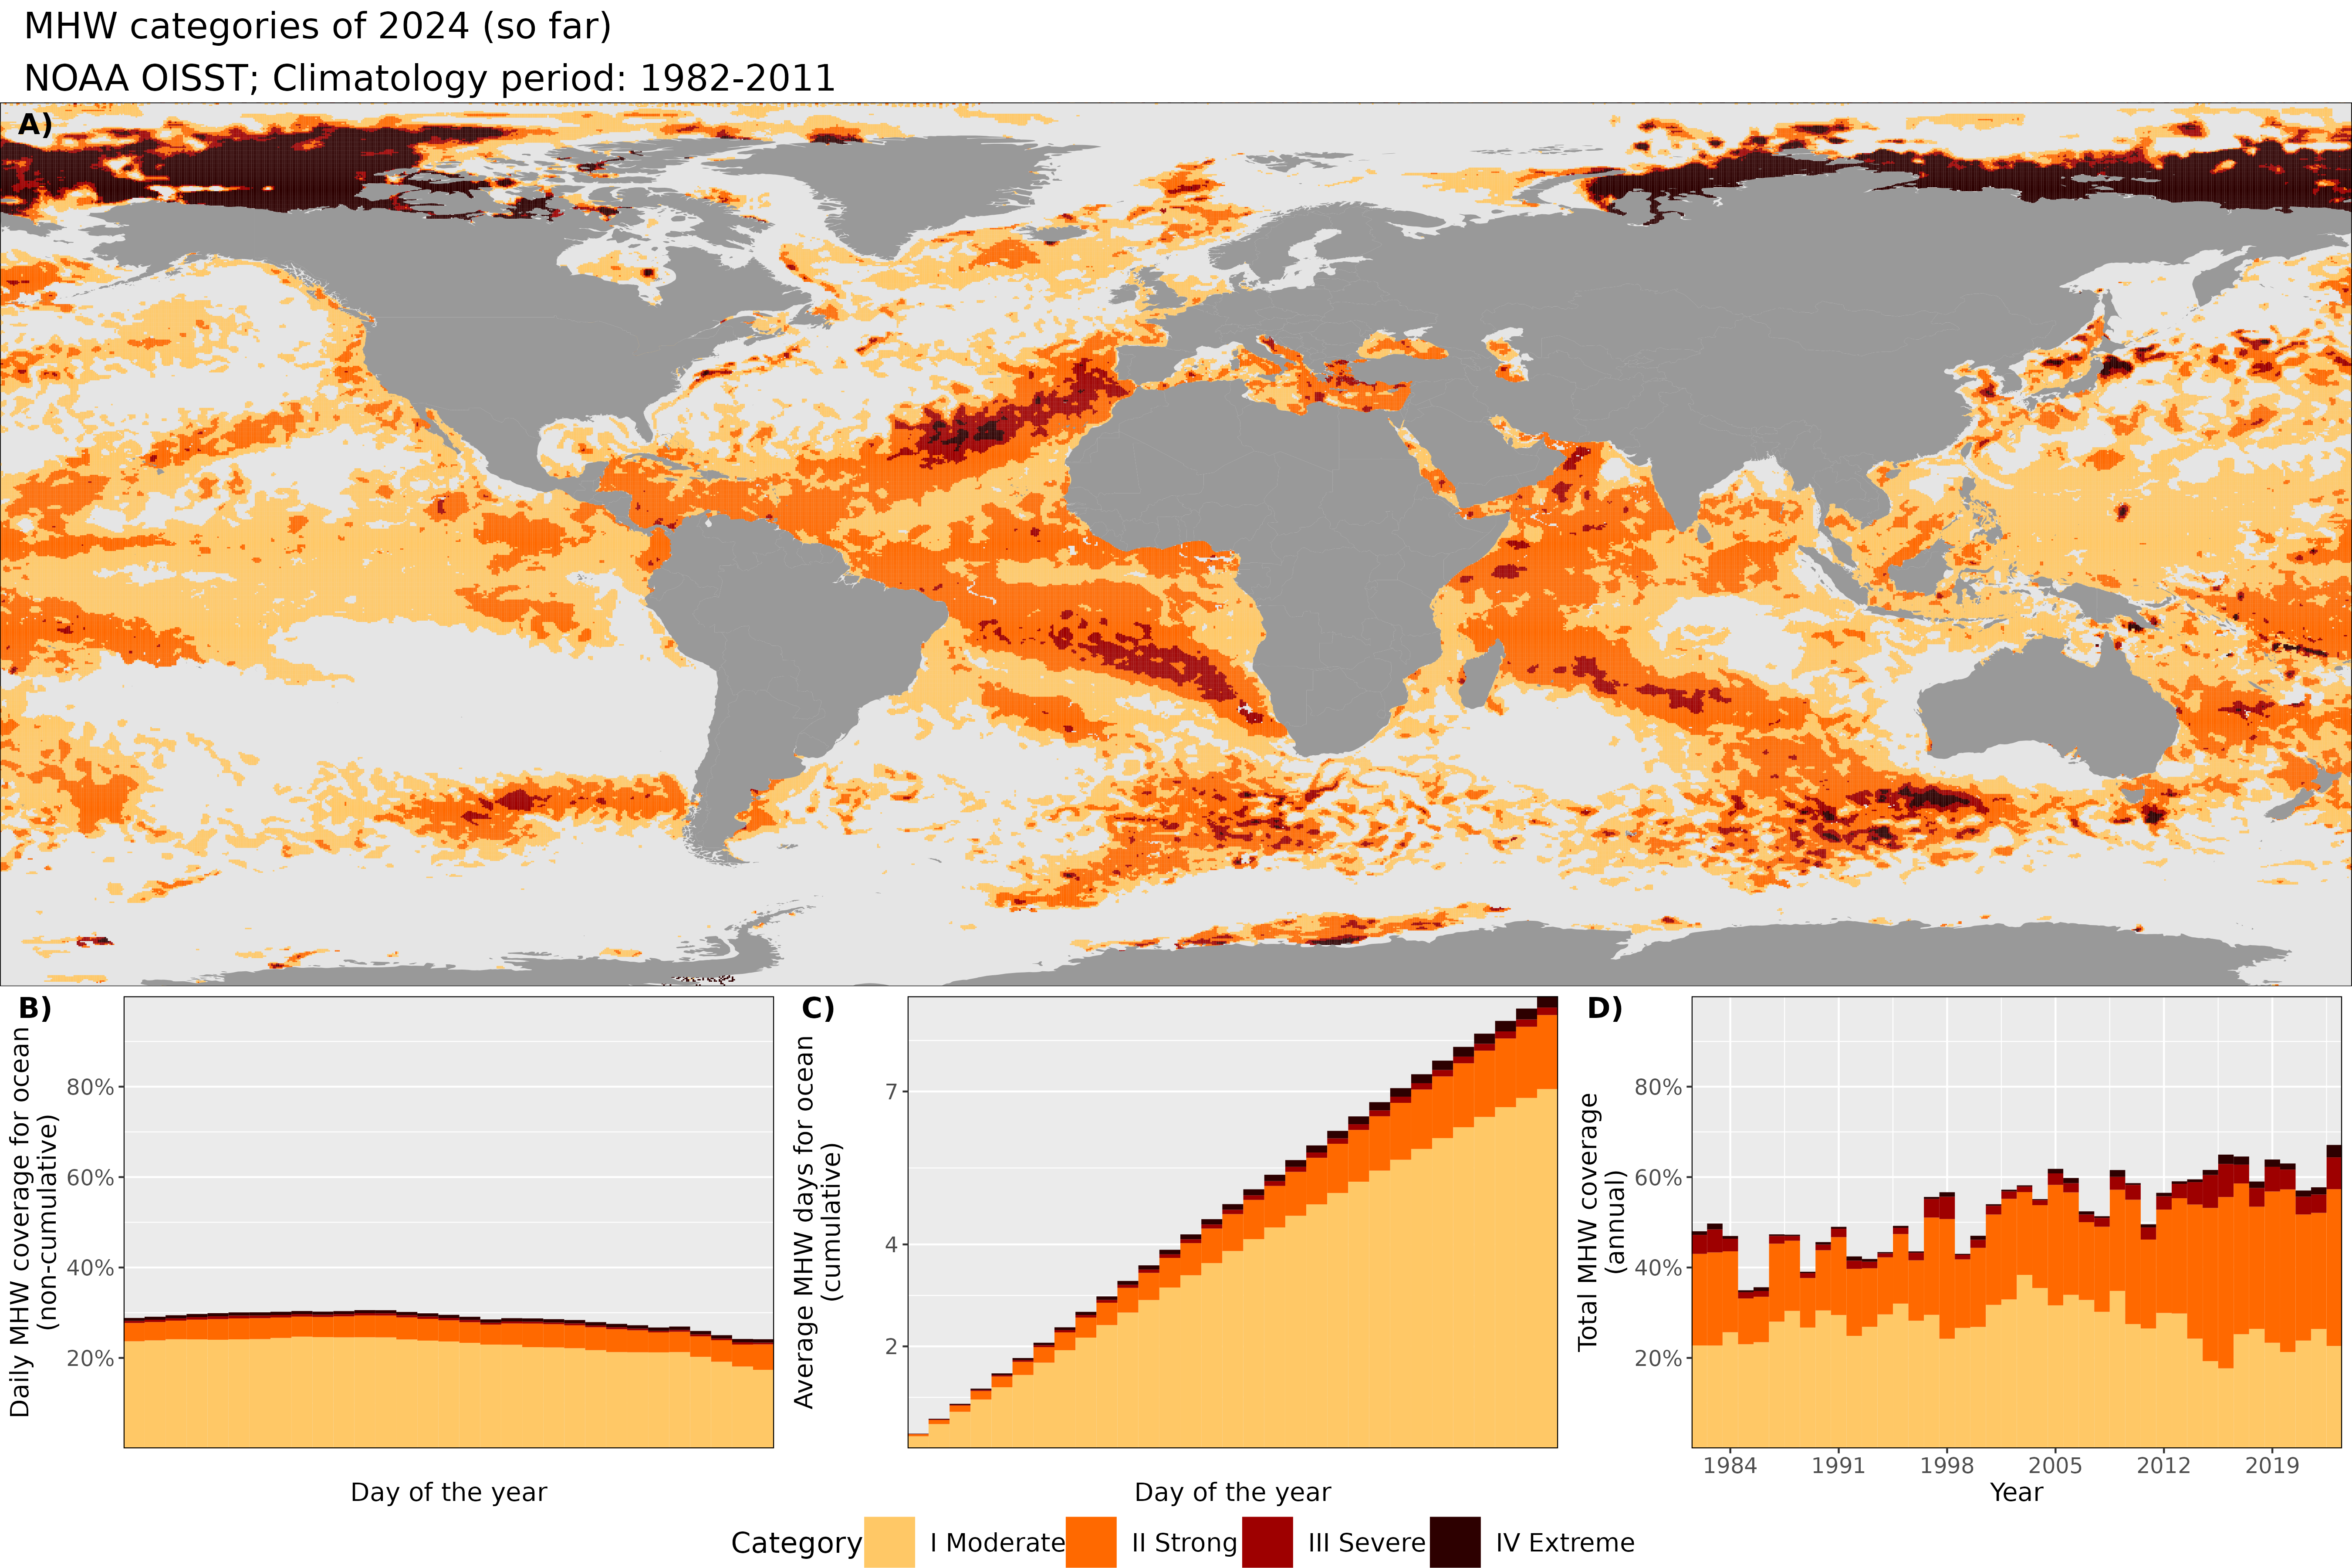 MHW categories of 2024 (so far)
NOAA OISST; Climatology period: 1982-2011
A)
B)
Daily MHW coverage for ocean
(non-cumulative)
80%
60%
40%
20%
Day of the year
C)
Average MHW days for ocean
(cumulative)
7
4
2
Day of the year
D)
Total MHW coverage
(annual)
80%
60%
40%
20%
1984 1991 1998 2005 2012 2019
Year
Category I Moderate II Strong III Severe IV Extreme